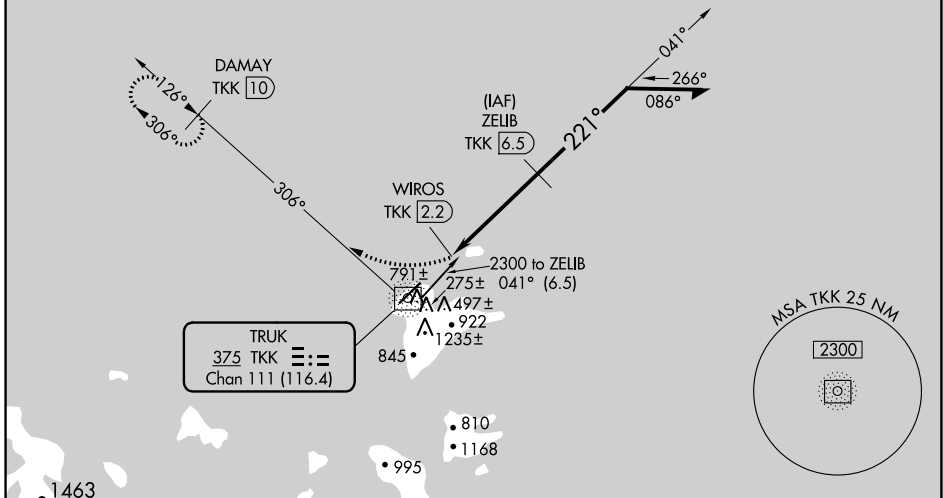 DAMAY
TKK 10
126°
306°
306°
041°
266°
086°
(IAF)
ZELIB
TKK 6.5
221°
WIROS
TKK 2.2
2300 to ZELIB
041° (6.5)
791±
275±
497±
922
1235±
845
TRUK
375 TKK
Chan 111 (116.4)
MSA TKK 25 NM
2300
810
1168
995
1463